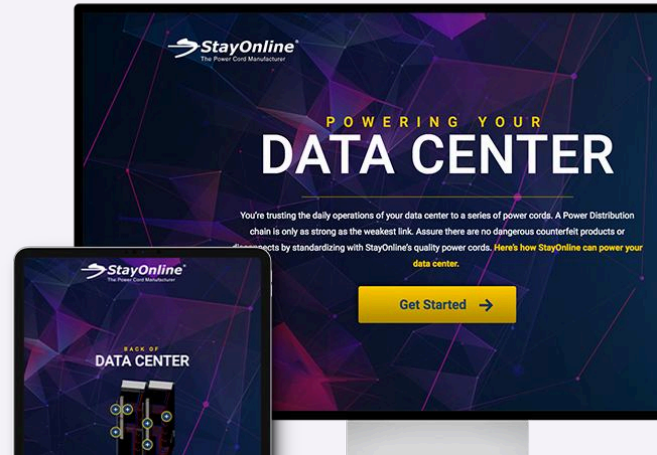 StayOnline®
The Power Cord Manufacturer
POWERING YOUR
DATA CENTER
You're trusting the daily operations of your data center to a series of power cords. A Power Distribution
chain is only as strong as the weakest link. Assure there are no dangerous counterfeit products or
disconnects by standardizing with StayOnline's quality power cords. Here's how StayOnline can power your
data center.
Get Started →
StayOnline®
The Power Cord Manufacturer
BACK OF
DATA CENTER